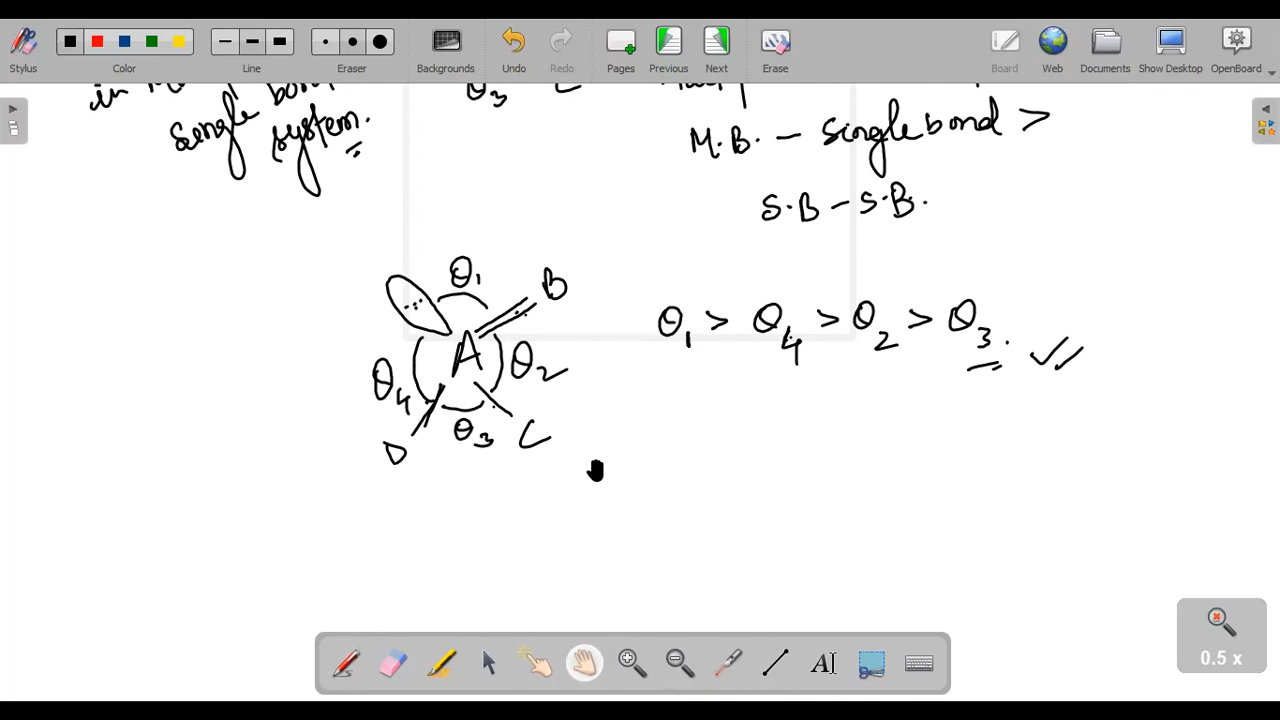 Stylus Color Line Eraser Backgrounds Undo Redo Pages Previous Next Erase Board Web Documents Show Desktop OpenBoard
single bond
system.
θ3
M.B. - single bond >
S.B - S.B.
θ1 B
A
θ4 θ2
D θ3 C
θ1 > θ4 > θ2 > θ3.
0.5 x